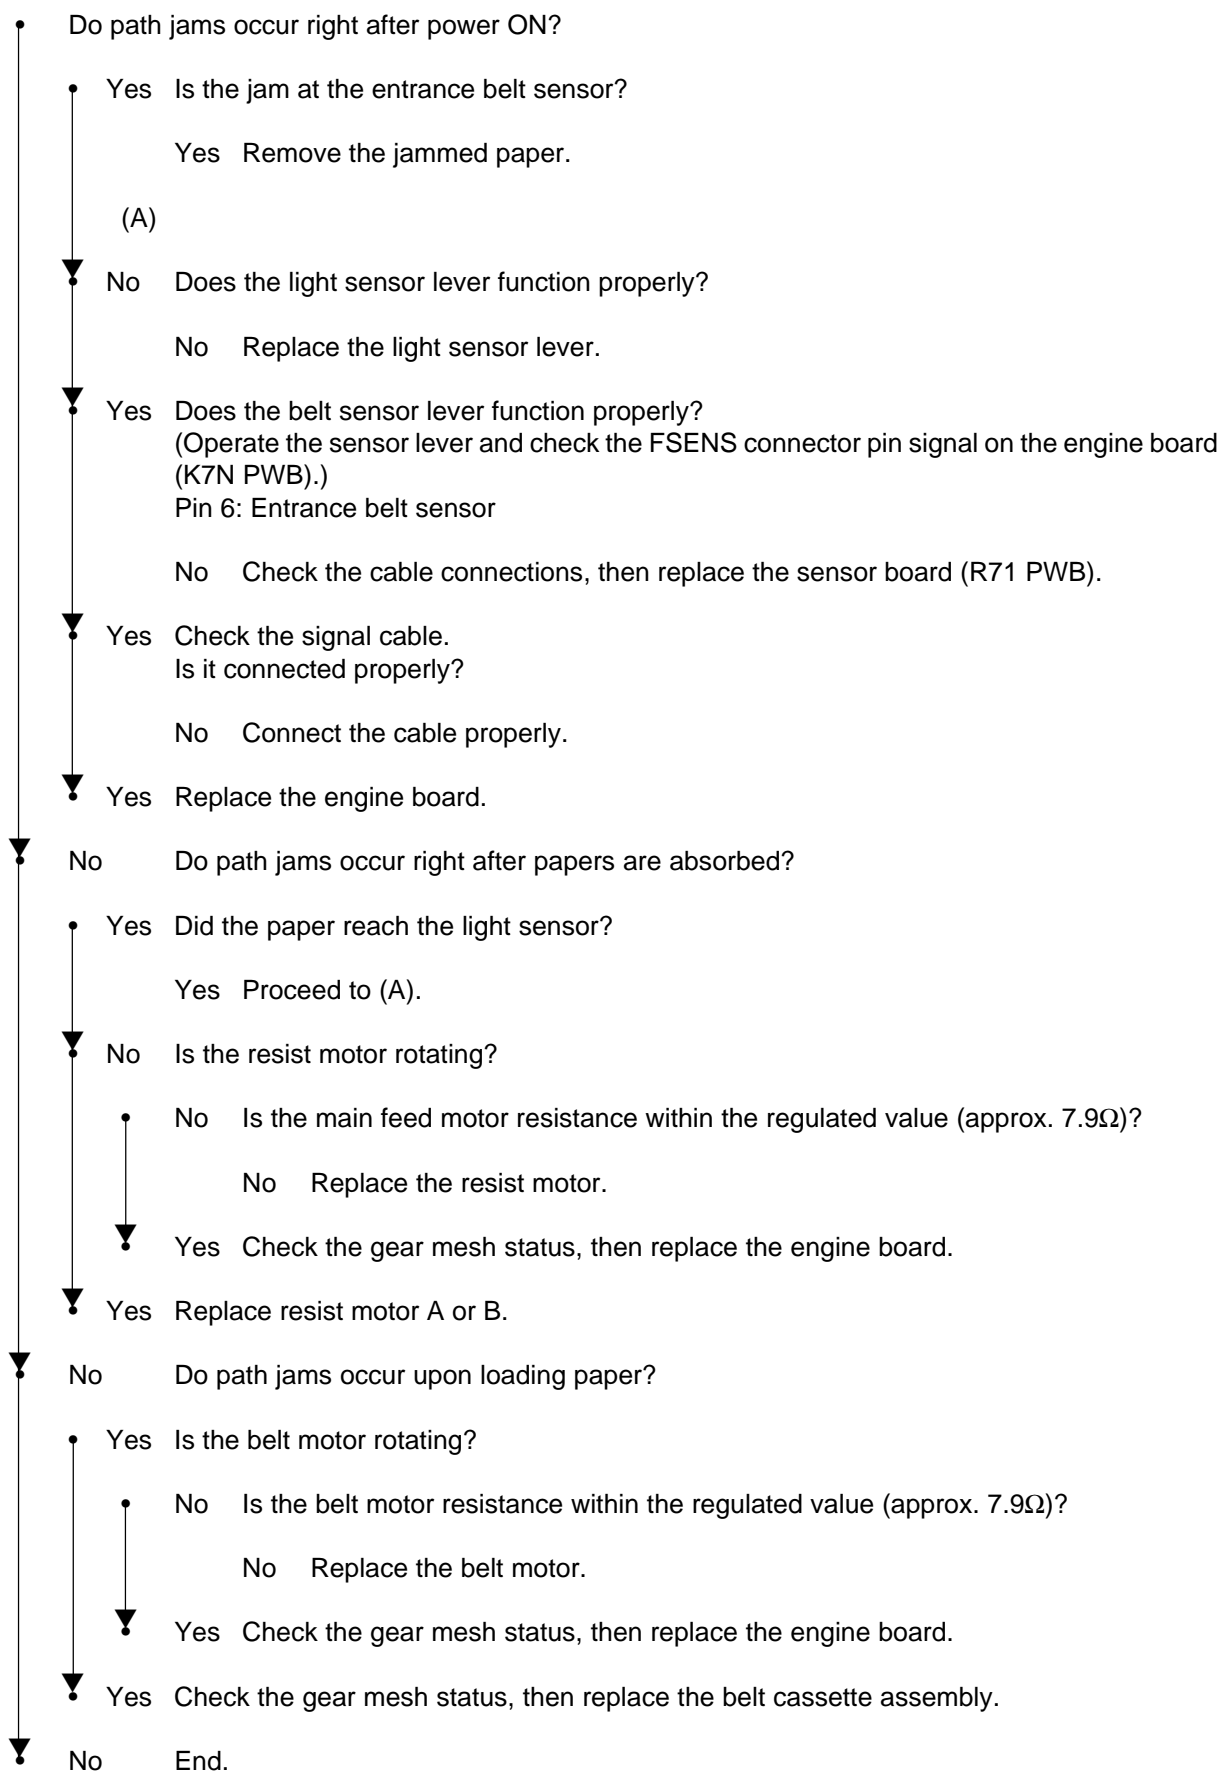 Do path jams occur right after power ON?
Yes Is the jam at the entrance belt sensor?
Yes Remove the jammed paper.
(A)
No Does the light sensor lever function properly?
No Replace the light sensor lever.
Yes Does the belt sensor lever function properly?
(Operate the sensor lever and check the FSENS connector pin signal on the engine board
(K7N PWB).)
Pin 6: Entrance belt sensor
No Check the cable connections, then replace the sensor board (R71 PWB).
Yes Check the signal cable.
Is it connected properly?
No Connect the cable properly.
Yes Replace the engine board.
No Do path jams occur right after papers are absorbed?
Yes Did the paper reach the light sensor?
Yes Proceed to (A).
No Is the resist motor rotating?
No Is the main feed motor resistance within the regulated value (approx. 7.9Ω)?
No Replace the resist motor.
Yes Check the gear mesh status, then replace the engine board.
Yes Replace resist motor A or B.
No Do path jams occur upon loading paper?
Yes Is the belt motor rotating?
No Is the belt motor resistance within the regulated value (approx. 7.9Ω)?
No Replace the belt motor.
Yes Check the gear mesh status, then replace the engine board.
Yes Check the gear mesh status, then replace the belt cassette assembly.
No End.